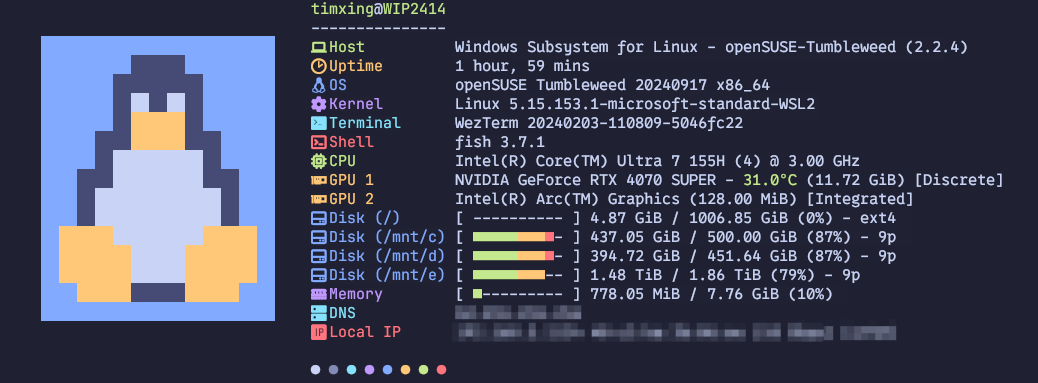 timxing@WIP2414
---------------
Host Windows Subsystem for Linux - openSUSE-Tumbleweed (2.2.4)
Uptime 1 hour, 59 mins
OS openSUSE Tumbleweed 20240917 x86_64
Kernel Linux 5.15.153.1-microsoft-standard-WSL2
Terminal WezTerm 20240203-110809-5046fc22
Shell fish 3.7.1
CPU Intel(R) Core(TM) Ultra 7 155H (4) @ 3.00 GHz
GPU 1 NVIDIA GeForce RTX 4070 SUPER - 31.0°C (11.72 GiB) [Discrete]
GPU 2 Intel(R) Arc(TM) Graphics (128.00 MiB) [Integrated]
Disk (/) [ ---------- ] 4.87 GiB / 1006.85 GiB (0%) - ext4
Disk (/mnt/c) [ ■■■■■■■■■- ] 437.05 GiB / 500.00 GiB (87%) - 9p
Disk (/mnt/d) [ ■■■■■■■■■- ] 394.72 GiB / 451.64 GiB (87%) - 9p
Disk (/mnt/e) [ ■■■■■■■■-- ] 1.48 TiB / 1.86 TiB (79%) - 9p
Memory [ ■--------- ] 778.05 MiB / 7.76 GiB (10%)
DNS
IP Local IP